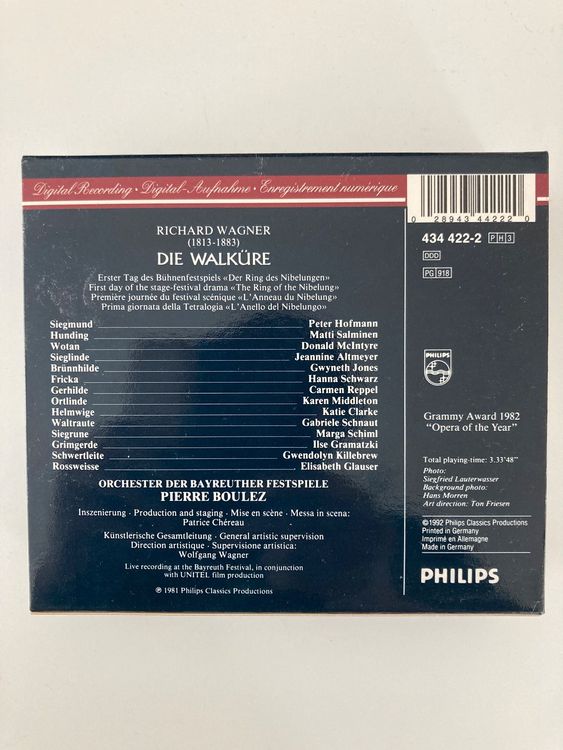 Digital Recording · Digital-Aufnahme · Enregistrement numérique
RICHARD WAGNER
(1813-1883)
DIE WALKÜRE
Erster Tag des Bühnenfestspiels «Der Ring des Nibelungen»
First day of the stage-festival drama «The Ring of the Nibelung»
Première journée du festival scénique «L'Anneau du Nibelung»
Prima giornata della Tetralogia «L'Anello del Nibelungo»
Siegmund Peter Hofmann
Hunding Matti Salminen
Wotan Donald McIntyre
Sieglinde Jeannine Altmeyer
Brünnhilde Gwyneth Jones
Fricka Hanna Schwarz
Gerhilde Carmen Reppel
Ortlinde Karen Middleton
Helmwige Katie Clarke
Waltraute Gabriele Schnaut
Siegrune Marga Schiml
Grimgerde Ilse Gramatzki
Schwertleite Gwendolyn Killebrew
Rossweisse Elisabeth Glauser
ORCHESTER DER BAYREUTHER FESTSPIELE
PIERRE BOULEZ
Inszenierung · Production and staging · Mise en scène · Messa in scena:
Patrice Chéreau
Künstlerische Gesamtleitung · General artistic supervision
Direction artistique · Supervisione artistica:
Wolfgang Wagner
Live recording at the Bayreuth Festival, in conjunction
with UNITEL film production
℗ 1981 Philips Classics Productions
0 28943 44222 0
434 422-2 PH3
DDD
PG 918
PHILIPS
Grammy Award 1982
"Opera of the Year"
Total playing-time: 3.33'48"
Photo:
Siegfried Lauterwasser
Background photo:
Hans Morren
Art direction: Ton Friesen
©1992 Philips Classics Productions
Printed in Germany
Imprimé en Allemagne
Made in Germany
PHILIPS